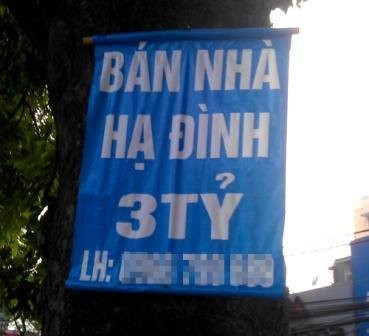 BÁN NHÀ
HẠ ĐÌNH
3TỶ
LH: